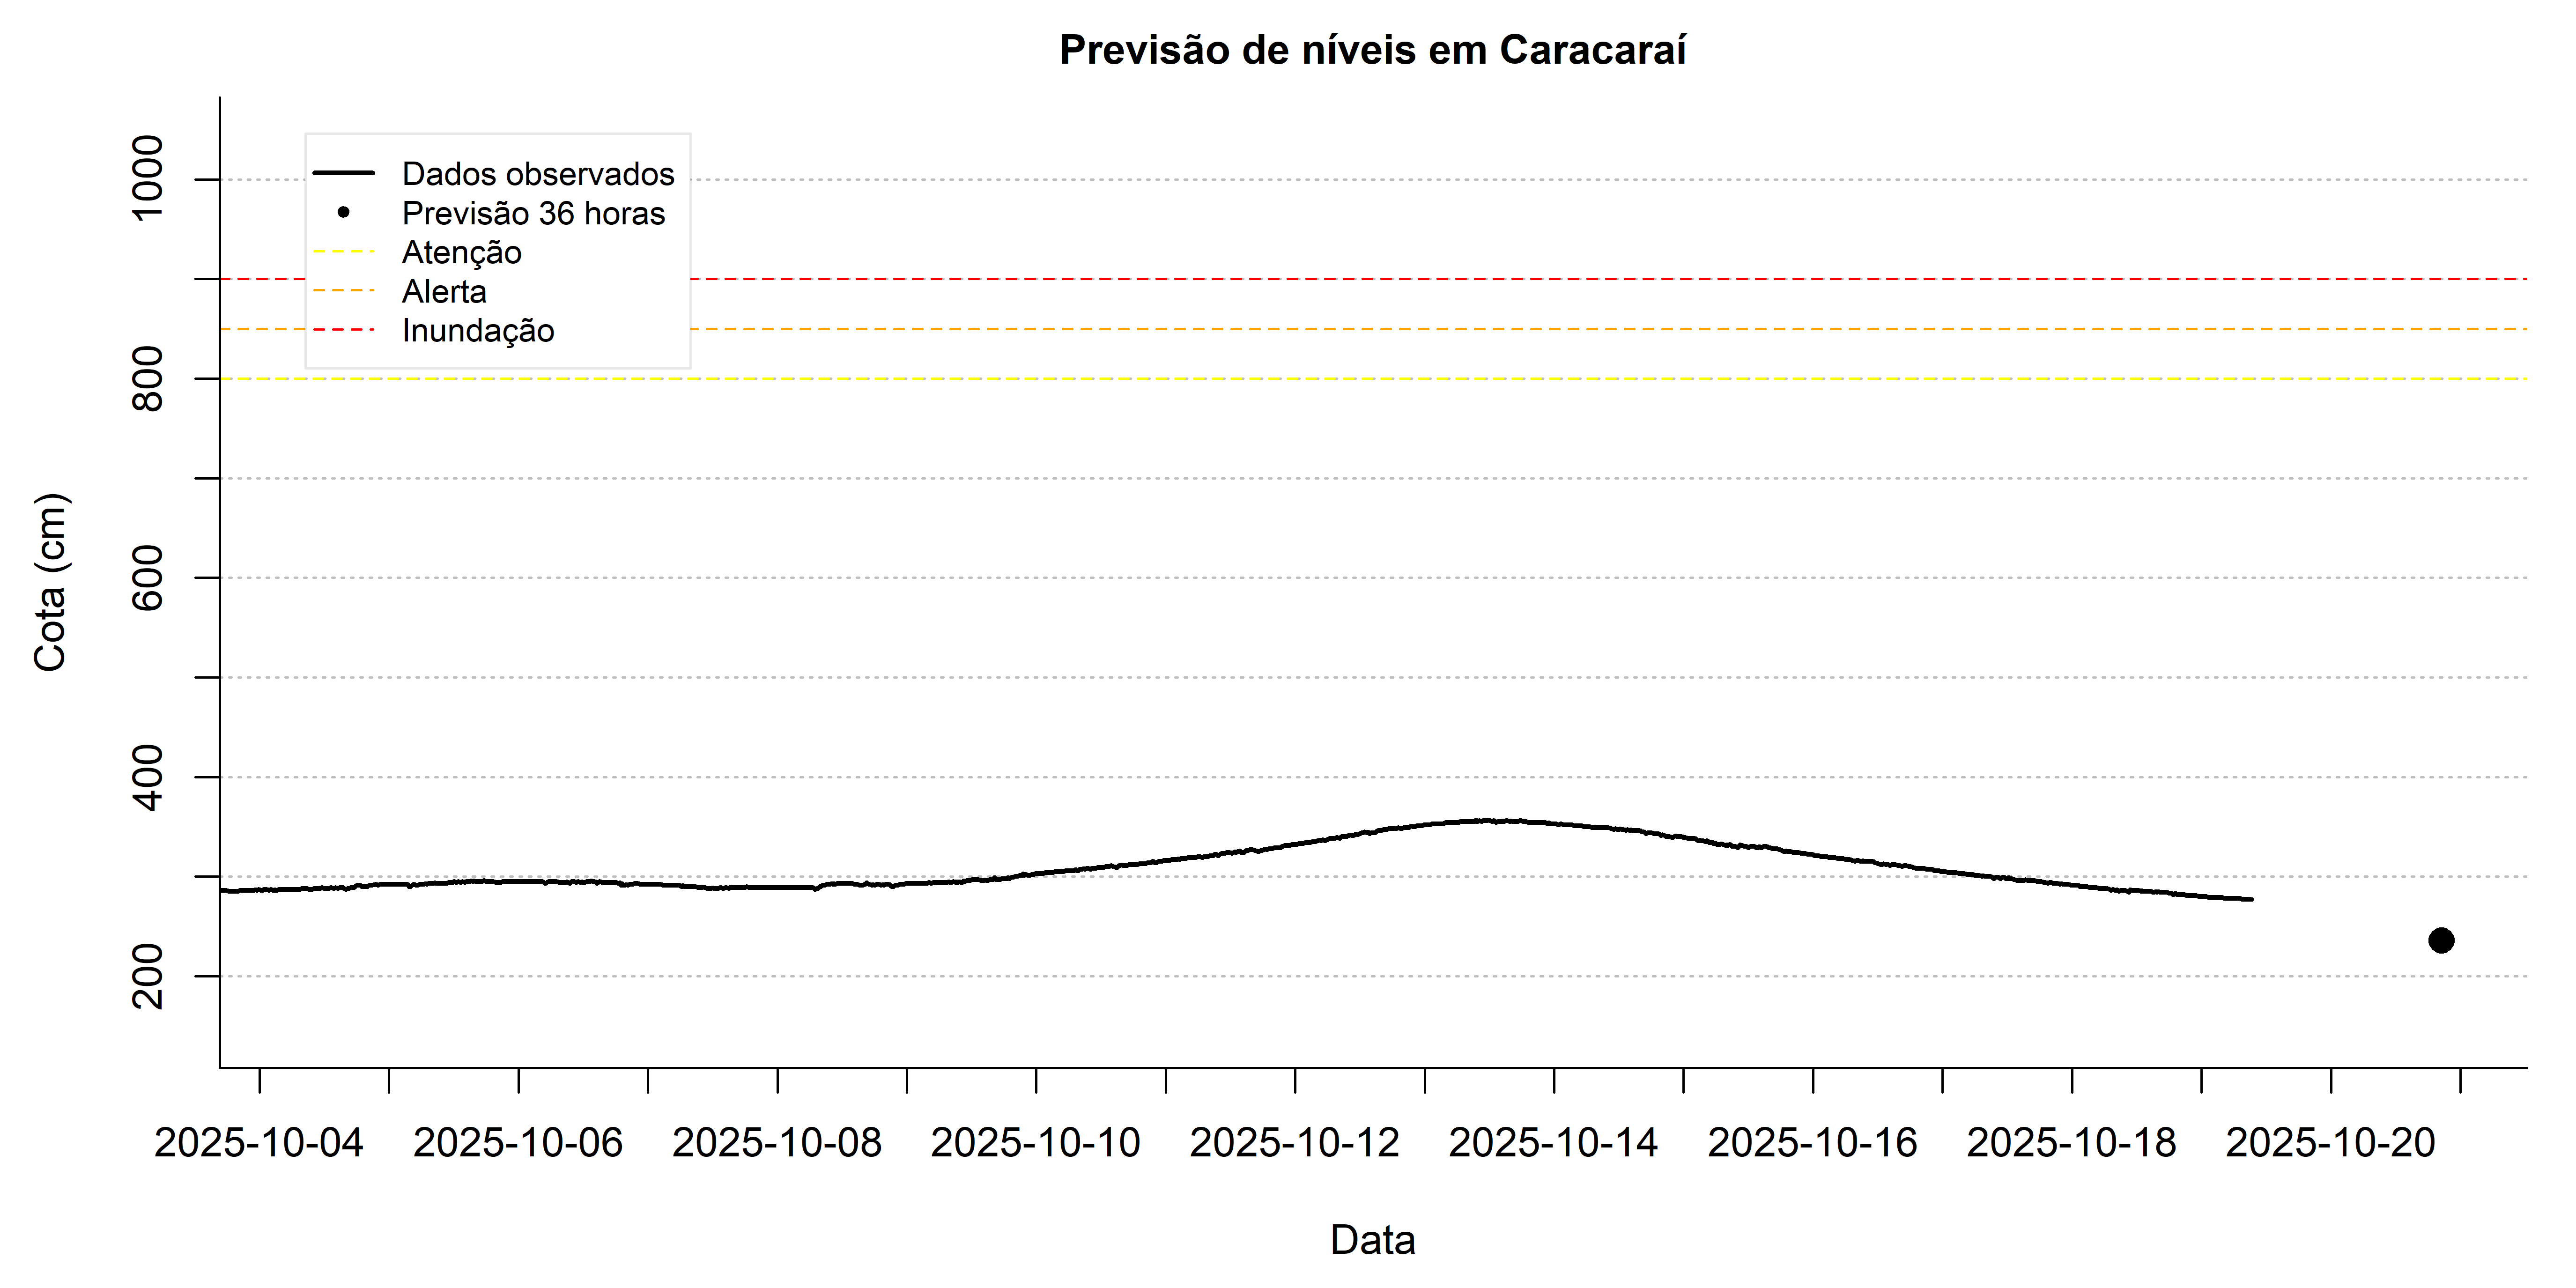 Previsão de níveis em Caracaraí
Dados observados
Previsão 36 horas
Atenção
Alerta
Inundação
Cota (cm)
1000
800
600
400
200
2025-10-04 2025-10-06 2025-10-08 2025-10-10 2025-10-12 2025-10-14 2025-10-16 2025-10-18 2025-10-20
Data